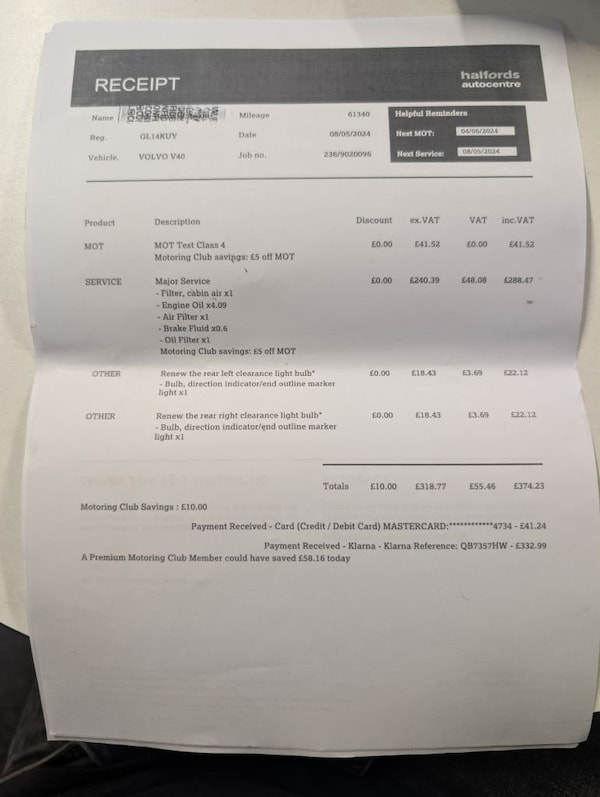 RECEIPT
halfords
autocentre
Name Mileage 61340 Helpful Reminders
Reg. GL14KUY Date 08/05/2024 Next MOT: 04/06/2024
Vehicle. VOLVO V40 Job no. 236/9020096 Next Service: 08/05/2024
Product Description Discount ex.VAT VAT inc.VAT
MOT MOT Test Class 4 £0.00 £41.52 £0.00 £41.52
Motoring Club savings: £5 off MOT
SERVICE Major Service £0.00 £240.39 £48.08 £288.47
- Filter, cabin air x1
- Engine Oil x4.09
- Air Filter x1
- Brake Fluid x0.6
- Oil Filter x1
Motoring Club savings: £5 off MOT
OTHER Renew the rear left clearance light bulb* £0.00 £18.43 £3.69 £22.12
- Bulb, direction indicator/end outline marker
light x1
OTHER Renew the rear right clearance light bulb* £0.00 £18.43 £3.69 £22.12
- Bulb, direction indicator/end outline marker
light x1
Totals £10.00 £318.77 £55.46 £374.23
Motoring Club Savings : £10.00
Payment Received - Card (Credit / Debit Card) MASTERCARD:************4734 - £41.24
Payment Received - Klarna - Klarna Reference: QB7357HW - £332.99
A Premium Motoring Club Member could have saved £58.16 today